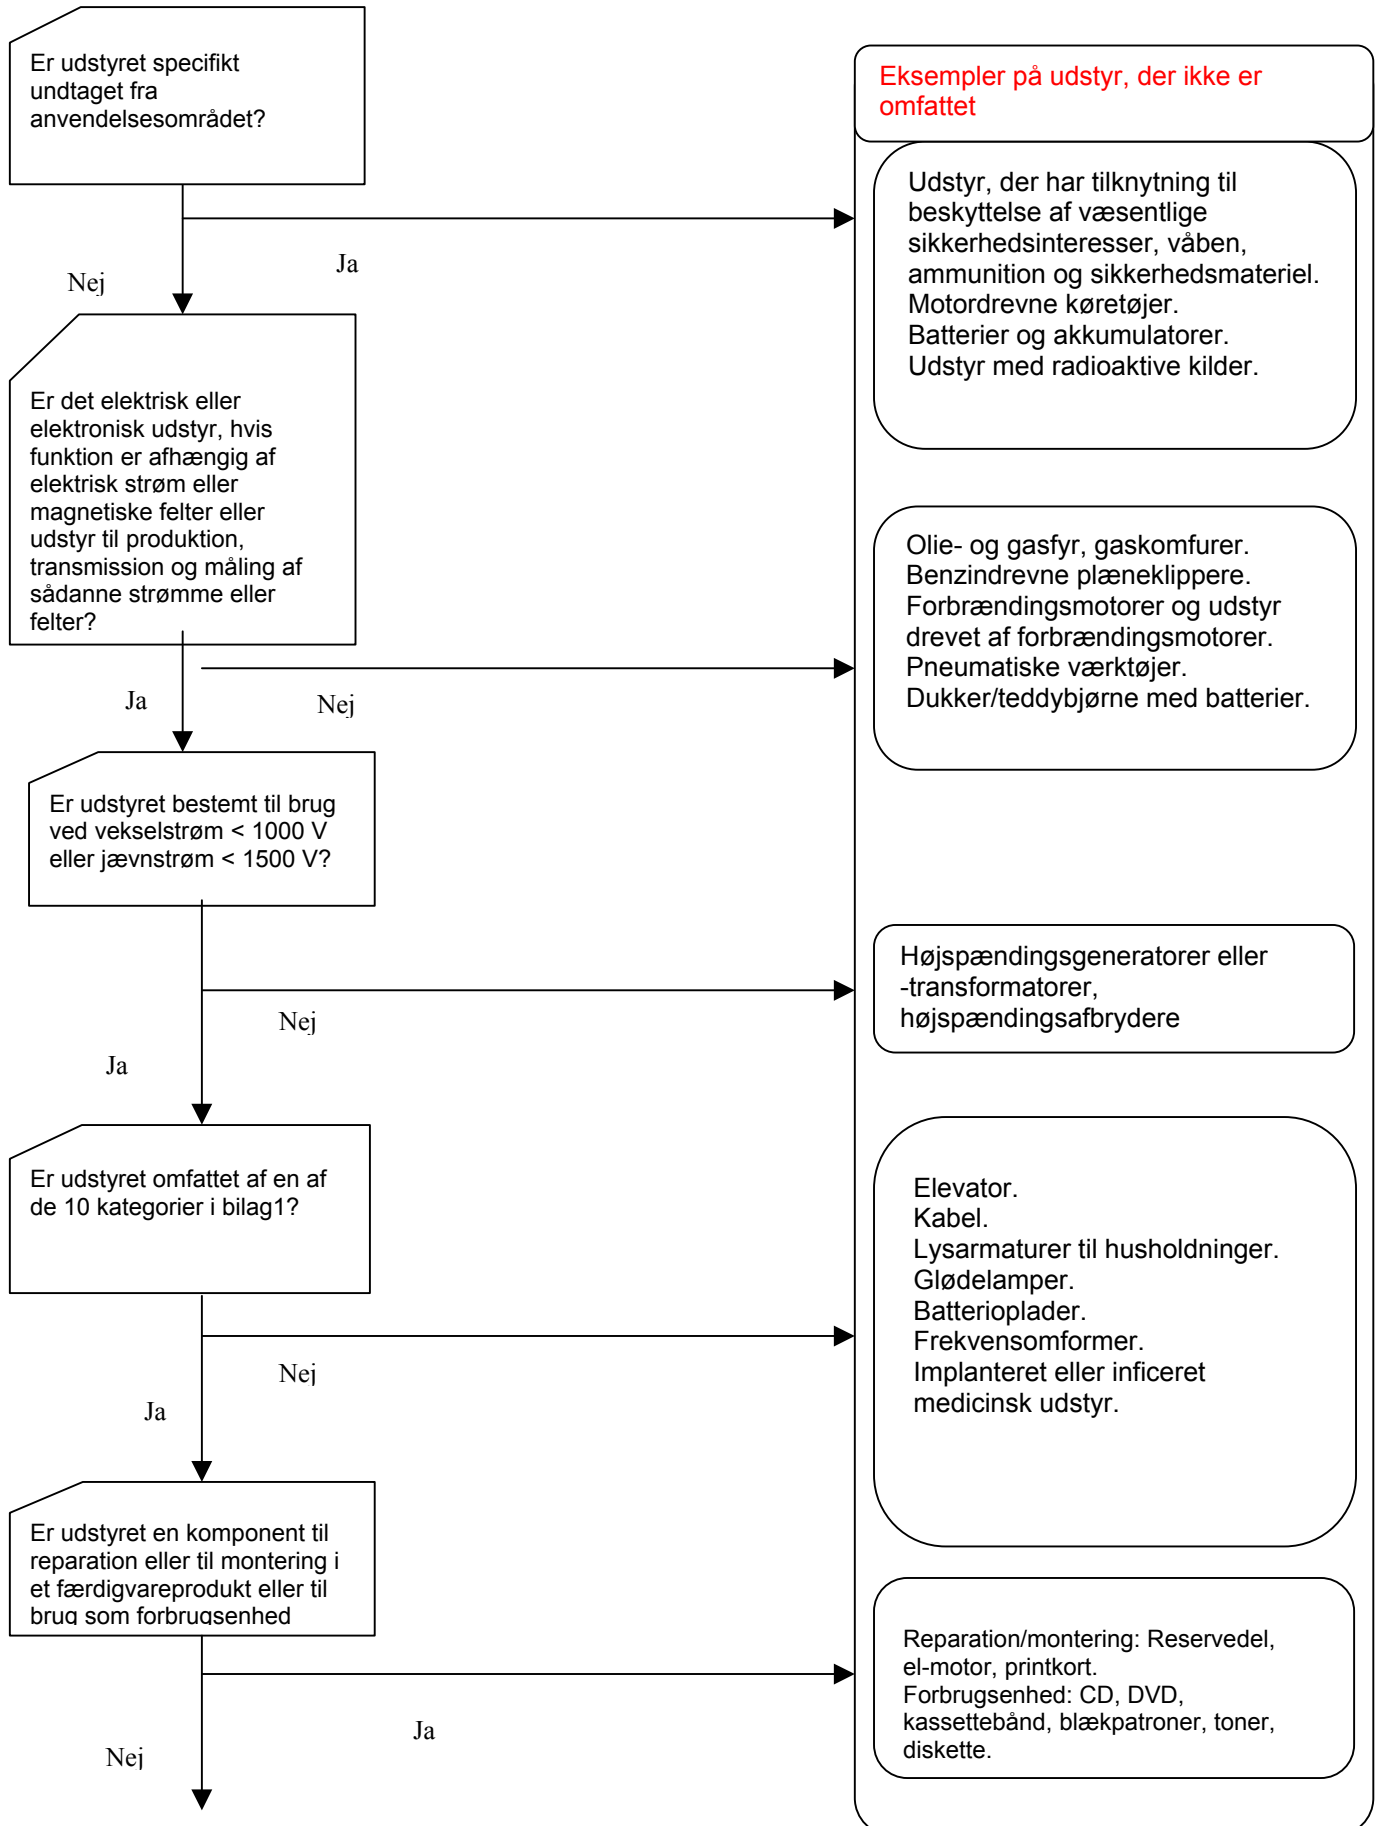 Er udstyret specifikt
undtaget fra
anvendelsesområdet?
Eksempler på udstyr, der ikke er
omfattet
Udstyr, der har tilknytning til
beskyttelse af væsentlige
sikkerhedsinteresser, våben,
ammunition og sikkerhedsmateriel.
Motordrevne køretøjer.
Batterier og akkumulatorer.
Udstyr med radioaktive kilder.
Ja
Nej
Er det elektrisk eller
elektronisk udstyr, hvis
funktion er afhængig af
elektrisk strøm eller
magnetiske felter eller
udstyr til produktion,
transmission og måling af
sådanne strømme eller
felter?
Olie- og gasfyr, gaskomfurer.
Benzindrevne plæneklippere.
Forbrændingsmotorer og udstyr
drevet af forbrændingsmotorer.
Pneumatiske værktøjer.
Dukker/teddybjørne med batterier.
Ja
Nej
Er udstyret bestemt til brug
ved vekselstrøm < 1000 V
eller jævnstrøm < 1500 V?
Højspændingsgeneratorer eller
-transformatorer,
højspændingsafbrydere
Nej
Ja
Er udstyret omfattet af en af
de 10 kategorier i bilag1?
Elevator.
Kabel.
Lysarmaturer til husholdninger.
Glødelamper.
Batterioplader.
Frekvensomformer.
Implanteret eller inficeret
medicinsk udstyr.
Nej
Ja
Er udstyret en komponent til
reparation eller til montering i
et færdigvareprodukt eller til
brug som forbrugsenhed
Reparation/montering: Reservedel,
el-motor, printkort.
Forbrugsenhed: CD, DVD,
kassettebånd, blækpatroner, toner,
diskette.
Ja
Nej